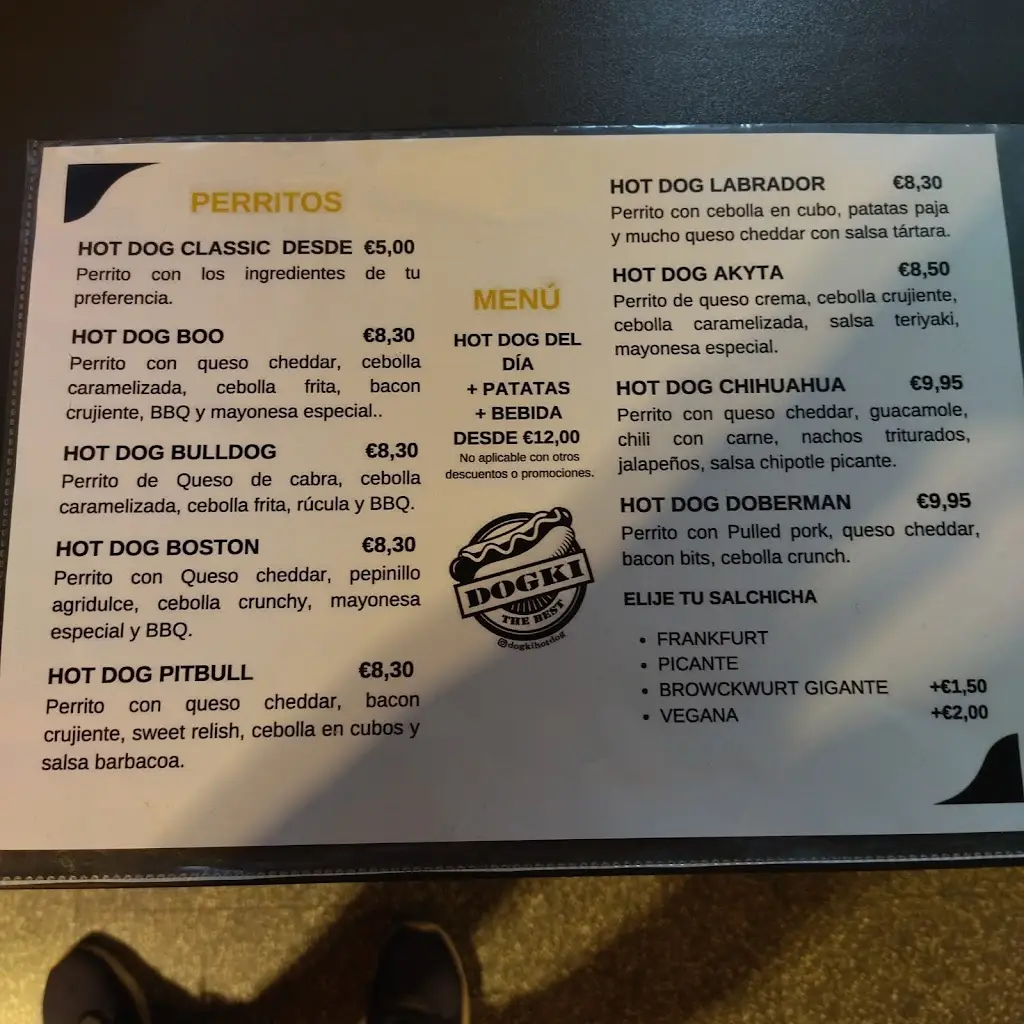 PERRITOS
HOT DOG CLASSIC DESDE €5,00
Perrito con los ingredientes de tu
preferencia.
HOT DOG BOO €8,30
Perrito con queso cheddar, cebolla
caramelizada, cebolla frita, bacon
crujiente, BBQ y mayonesa especial..
HOT DOG BULLDOG €8,30
Perrito de Queso de cabra, cebolla
caramelizada, cebolla frita, rúcula y BBQ.
HOT DOG BOSTON €8,30
Perrito con Queso cheddar, pepinillo
agridulce, cebolla crunchy, mayonesa
especial y BBQ.
HOT DOG PITBULL €8,30
Perrito con queso cheddar, bacon
crujiente, sweet relish, cebolla en cubos y
salsa barbacoa.
MENÚ
HOT DOG DEL
DÍA
+ PATATAS
+ BEBIDA
DESDE €12,00
No aplicable con otros
descuentos o promociones.
DOGKI
THE BEST
@dogkihotdog
HOT DOG LABRADOR €8,30
Perrito con cebolla en cubo, patatas paja
y mucho queso cheddar con salsa tártara.
HOT DOG AKYTA €8,50
Perrito de queso crema, cebolla crujiente,
cebolla caramelizada, salsa teriyaki,
mayonesa especial.
HOT DOG CHIHUAHUA €9,95
Perrito con queso cheddar, guacamole,
chili con carne, nachos triturados,
jalapeños, salsa chipotle picante.
HOT DOG DOBERMAN €9,95
Perrito con Pulled pork, queso cheddar,
bacon bits, cebolla crunch.
ELIJE TU SALCHICHA
• FRANKFURT
• PICANTE
• BROWCKWURT GIGANTE +€1,50
• VEGANA +€2,00